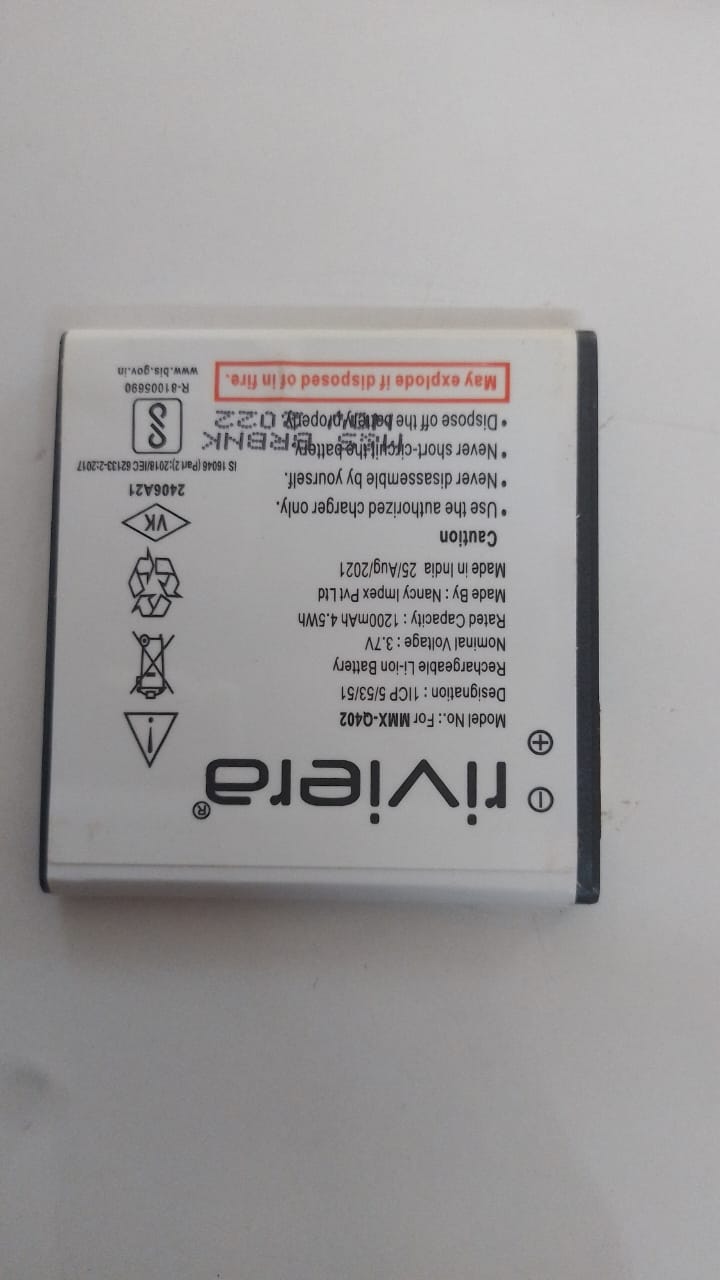 riviera®
Model No.: For MMX-Q402
Designation : 1ICP 5/53/51
Rechargeable Li-ion Battery
Nominal Voltage : 3.7V
Rated Capacity : 1200mAh 4.5Wh
Made By : Nancy Impex Pvt Ltd
Made in India 25/Aug/2021
Caution
• Use the authorized charger only.
• Never disassemble by yourself.
• Never short-circuit the battery.
• Dispose off the battery properly.
May explode if disposed of in fire.
BRBNK
2022
VK
2406A21
IS 16046 (Part 2):2018/IEC 62133-2:2017
R-81005690
www.bis.gov.in